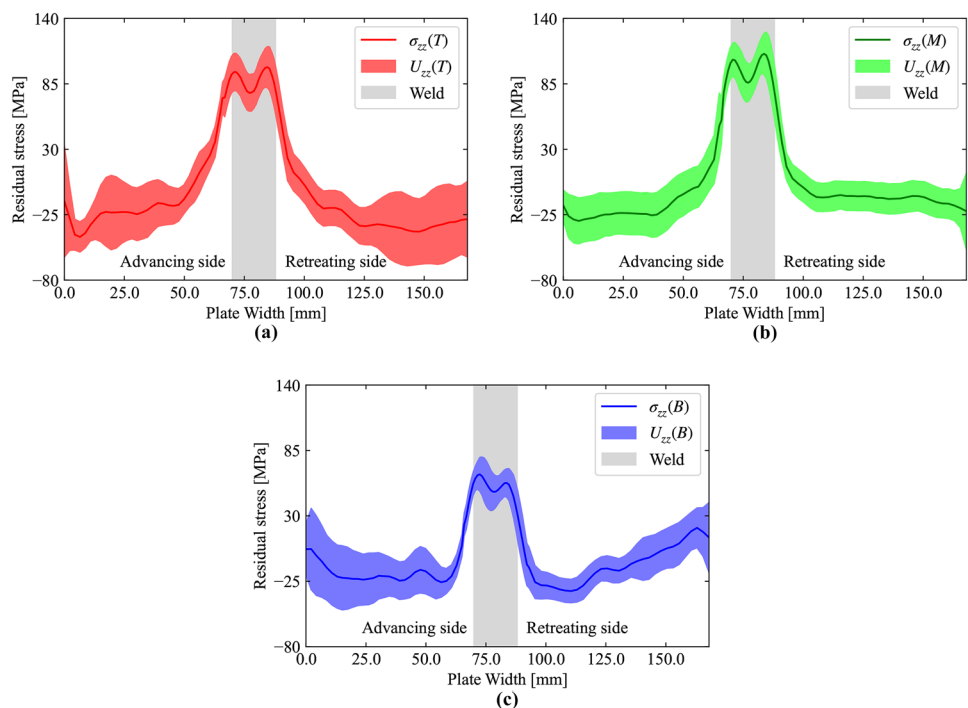 140
85
30
−25
−80
Residual stress [MPa]
σzz(T)
Uzz(T)
Weld
Advancing side
Retreating side
0.0
25.0
50.0
75.0
100.0
125.0
150.0
Plate Width [mm]
(a)
140
85
30
−25
−80
Residual stress [MPa]
σzz(M)
Uzz(M)
Weld
Advancing side
Retreating side
0.0
25.0
50.0
75.0
100.0
125.0
150.0
Plate Width [mm]
(b)
140
85
30
−25
−80
Residual stress [MPa]
σzz(B)
Uzz(B)
Weld
Advancing side
Retreating side
0.0
25.0
50.0
75.0
100.0
125.0
150.0
Plate Width [mm]
(c)